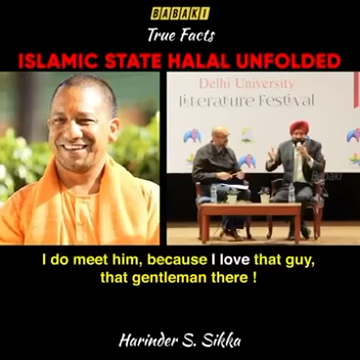 BABAKI
True Facts
ISLAMIC STATE HALAL UNFOLDED
Delhi University
Literature Festival
Babaki
I do meet him, because I love that guy,
that gentleman there !
Harinder S. Sikka